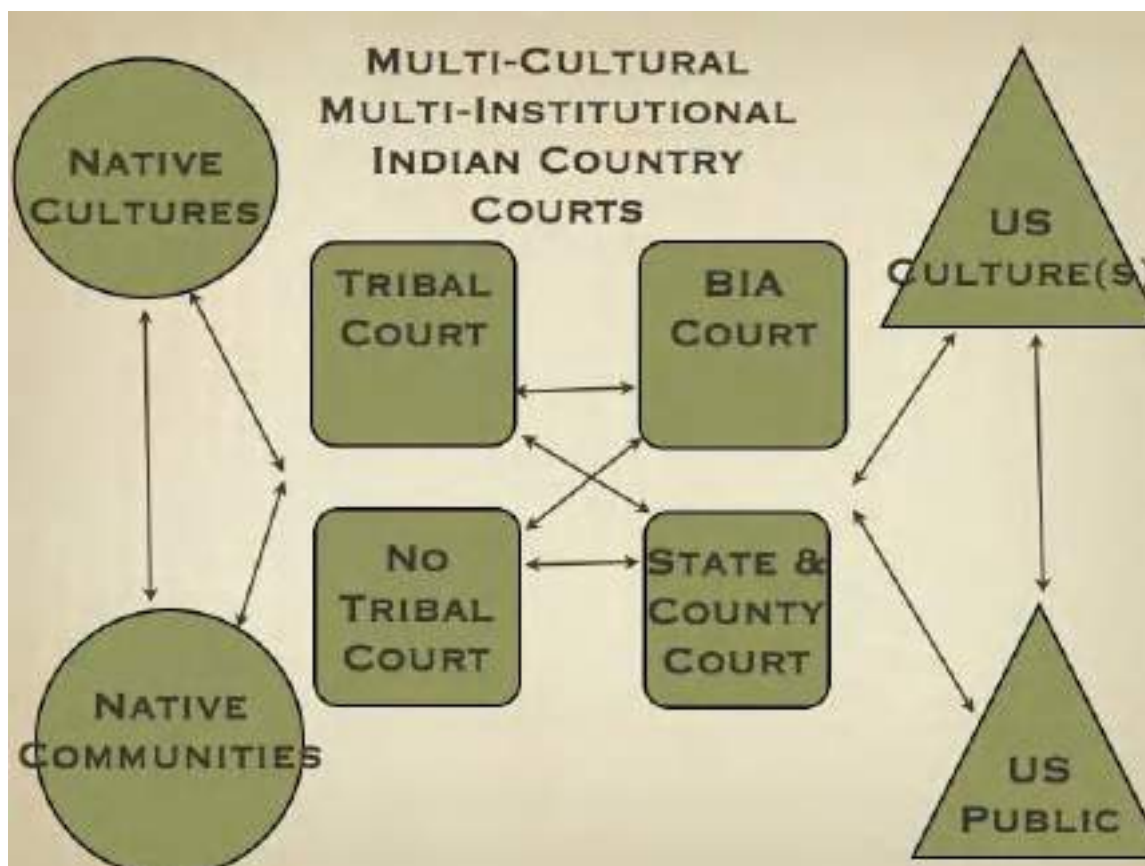 MULTI-CULTURAL
MULTI-INSTITUTIONAL
INDIAN COUNTRY
COURTS
NATIVE
CULTURES
TRIBAL
COURT
BIA
COURT
US
CULTURE(S)
NO
TRIBAL
COURT
STATE &
COUNTY
COURT
NATIVE
COMMUNITIES
US
PUBLIC